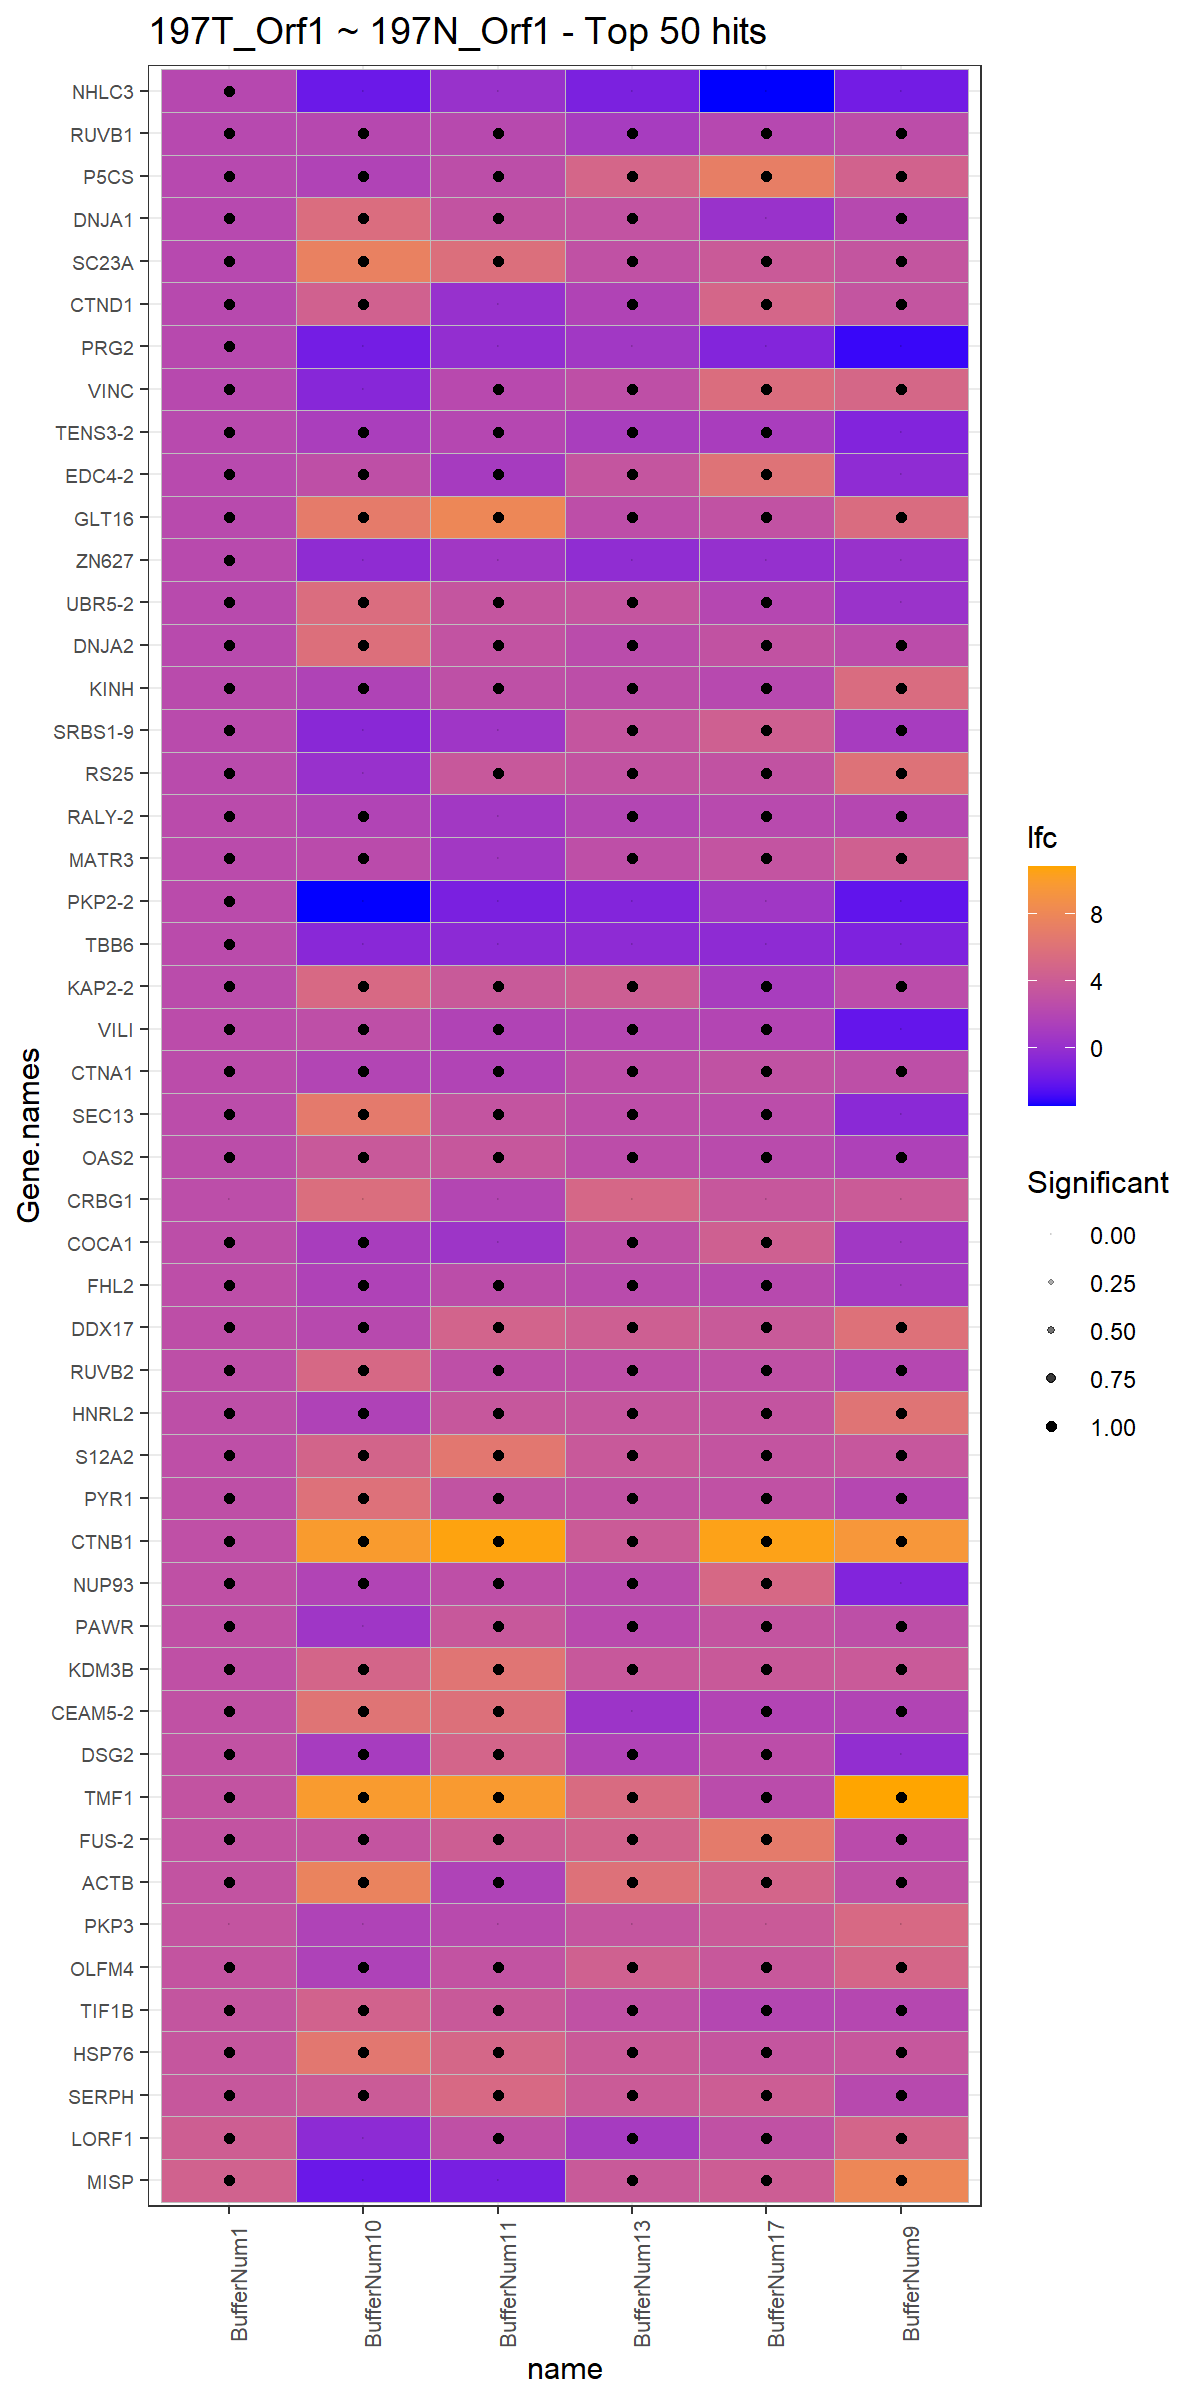 197T_Orf1 ~ 197N_Orf1 - Top 50 hits
NHLC3
RUVB1
P5CS
DNJA1
SC23A
CTND1
PRG2
VINC
TENS3-2
EDC4-2
GLT16
ZN627
UBR5-2
DNJA2
KINH
SRBS1-9
RS25
RALY-2
MATR3
PKP2-2
TBB6
KAP2-2
VILI
CTNA1
SEC13
OAS2
CRBG1
COCA1
FHL2
DDX17
RUVB2
HNRL2
S12A2
PYR1
CTNB1
NUP93
PAWR
KDM3B
CEAM5-2
DSG2
TMF1
FUS-2
ACTB
PKP3
OLFM4
TIF1B
HSP76
SERPH
LORF1
MISP
Gene.names
BufferNum1
BufferNum10
BufferNum11
BufferNum13
BufferNum17
BufferNum9
name
lfc
8
4
0
Significant
0.00
0.25
0.50
0.75
1.00